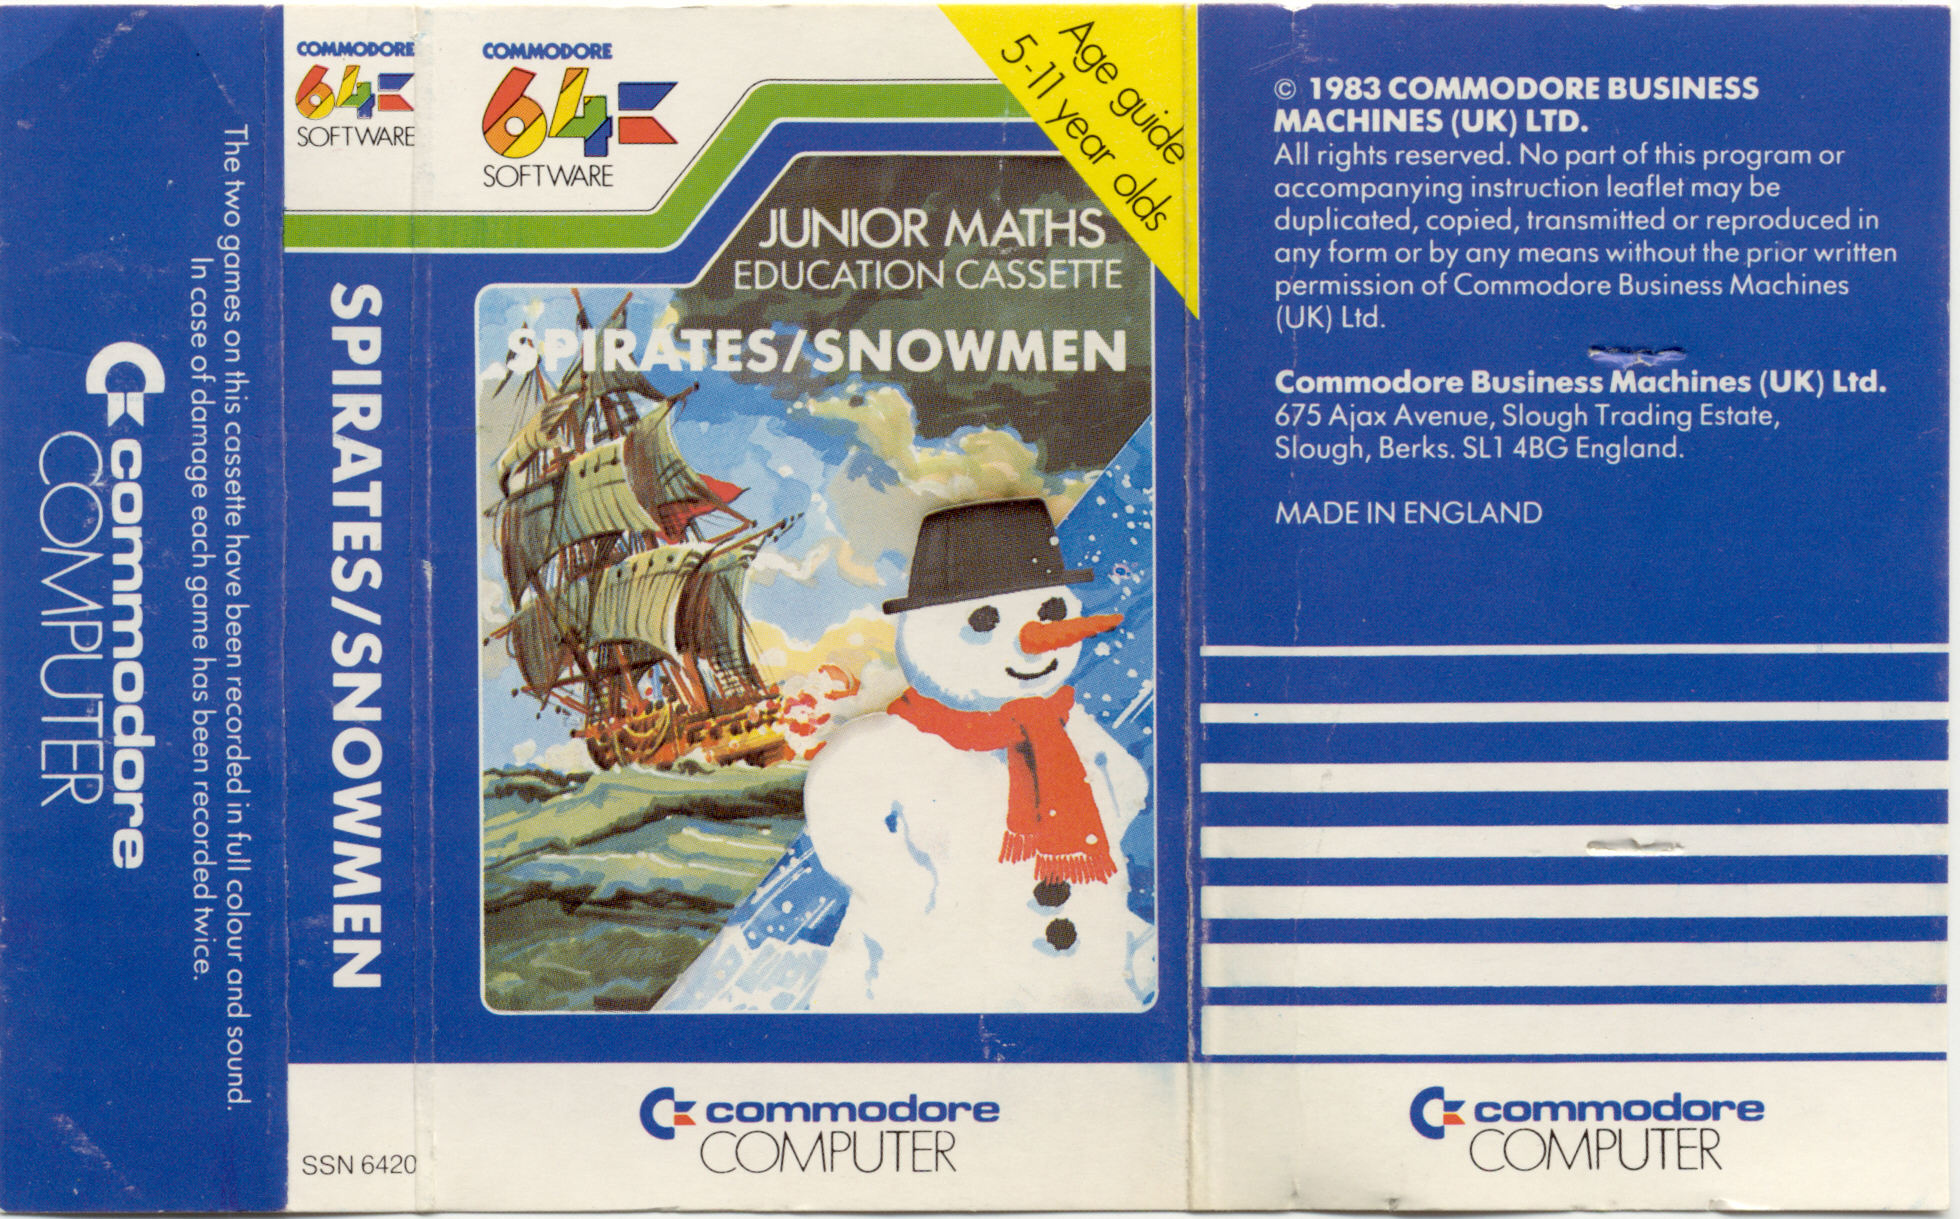 The two games on this cassette have been recorded in full colour and sound.
In case of damage each game has been recorded twice.
commodore
COMPUTER
COMMODORE
64
SOFTWARE
SPIRATES/SNOWMEN
SSN 6420
COMMODORE
64
SOFTWARE
Age guide
5-11 year olds
JUNIOR MATHS
EDUCATION CASSETTE
SPIRATES/SNOWMEN
commodore
COMPUTER
© 1983 COMMODORE BUSINESS
MACHINES (UK) LTD.
All rights reserved. No part of this program or
accompanying instruction leaflet may be
duplicated, copied, transmitted or reproduced in
any form or by any means without the prior written
permission of Commodore Business Machines
(UK) Ltd.
Commodore Business Machines (UK) Ltd.
675 Ajax Avenue, Slough Trading Estate,
Slough, Berks. SL1 4BG England.
MADE IN ENGLAND
commodore
COMPUTER